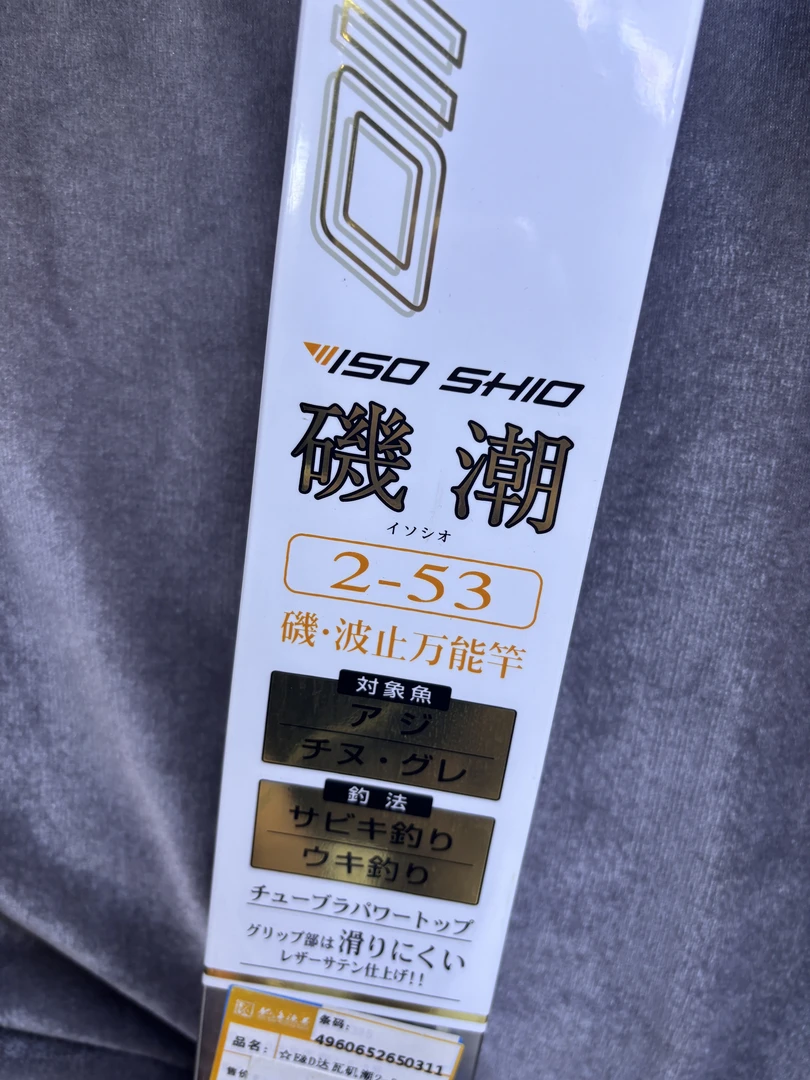 ISO SHIO
磯 潮
イソシオ
2-53
磯・波止万能竿
対象魚
アジ
チヌ・グレ
釣法
サビキ釣り
ウキ釣り
チューブラパワートップ
グリップ部は滑りにくい
レザーサテン仕上げ!!
条码:
4960652650311
品名:
售价